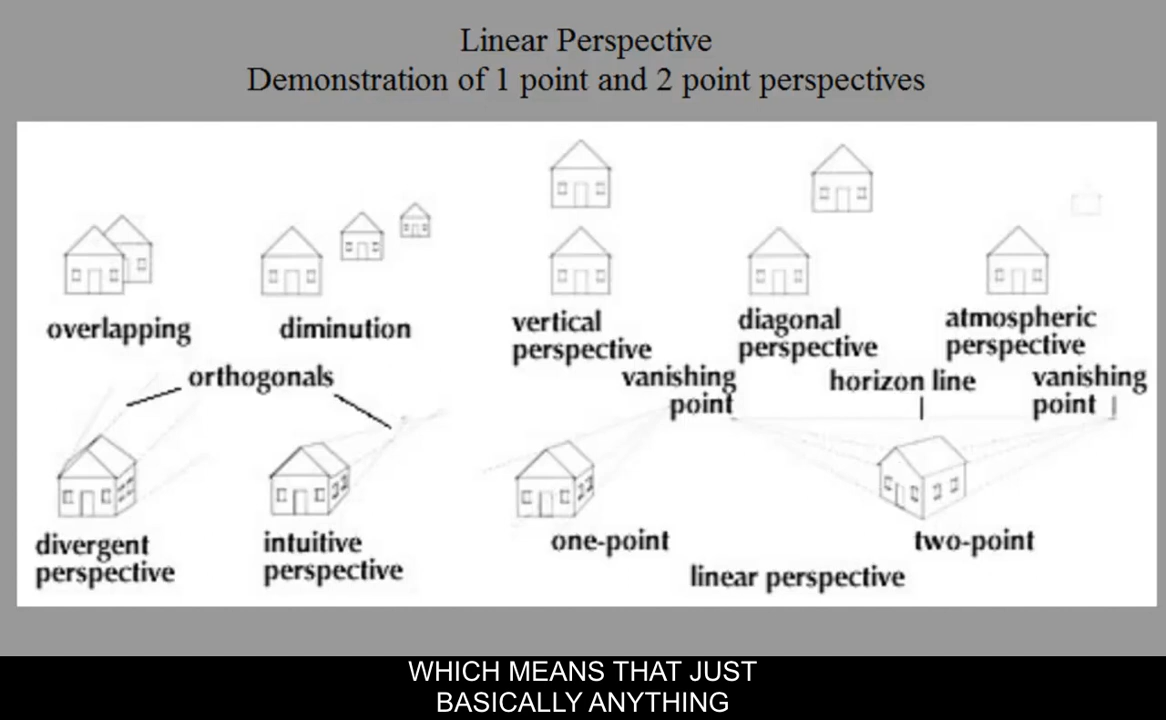 Linear Perspective
Demonstration of 1 point and 2 point perspectives
overlapping
diminution
vertical
perspective
diagonal
perspective
atmospheric
perspective
orthogonals
vanishing
point
horizon line
vanishing
point
divergent
perspective
intuitive
perspective
one-point
two-point
linear perspective
WHICH MEANS THAT JUST
BASICALLY ANYTHING